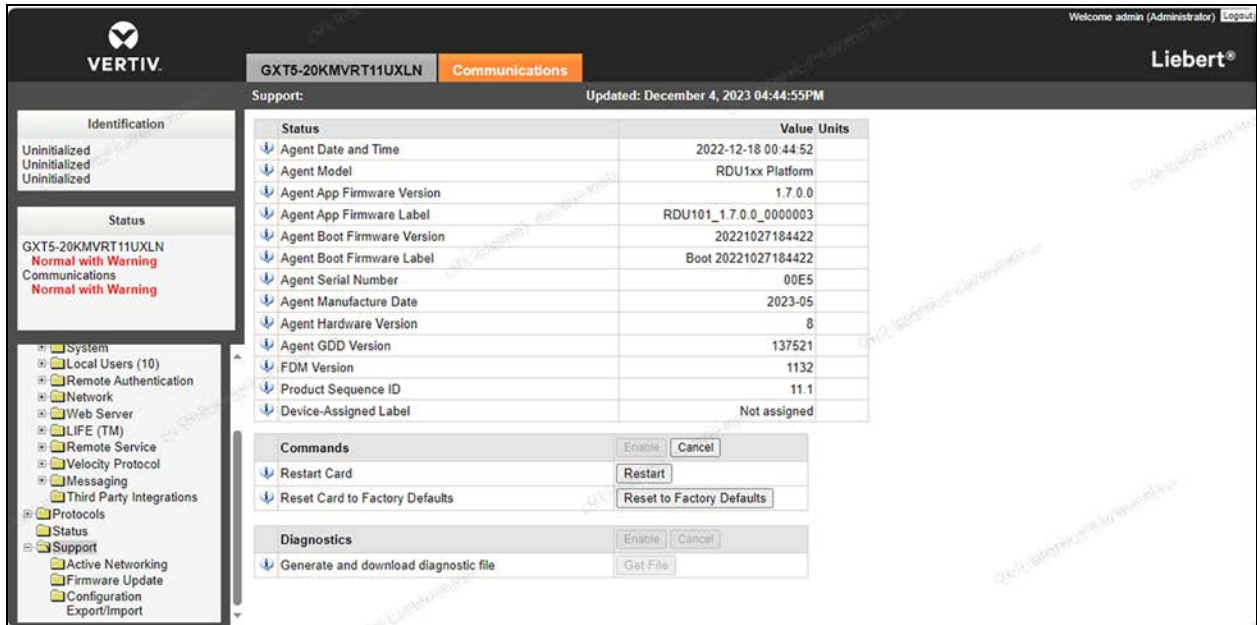 Welcome admin (Administrator) Logout
VERTIV.
GXT5-20KMVRT11UXLN Communications
Liebert®
Support: Updated: December 4, 2023 04:44:55PM
Identification
Uninitialized
Uninitialized
Uninitialized
Status
GXT5-20KMVRT11UXLN
Normal with Warning
Communications
Normal with Warning
System
Local Users (10)
Remote Authentication
Network
Web Server
LIFE (TM)
Remote Service
Velocity Protocol
Messaging
Third Party Integrations
Protocols
Status
Support
Active Networking
Firmware Update
Configuration
Export/Import
Status Value Units
Agent Date and Time 2022-12-18 00:44:52
Agent Model RDU1xx Platform
Agent App Firmware Version 1.7.0.0
Agent App Firmware Label RDU101_1.7.0.0_0000003
Agent Boot Firmware Version 20221027184422
Agent Boot Firmware Label Boot 20221027184422
Agent Serial Number 00E5
Agent Manufacture Date 2023-05
Agent Hardware Version 8
Agent GDD Version 137521
FDM Version 1132
Product Sequence ID 11.1
Device-Assigned Label Not assigned
Commands Enable Cancel
Restart Card Restart
Reset Card to Factory Defaults Reset to Factory Defaults
Diagnostics Enable Cancel
Generate and download diagnostic file Get File